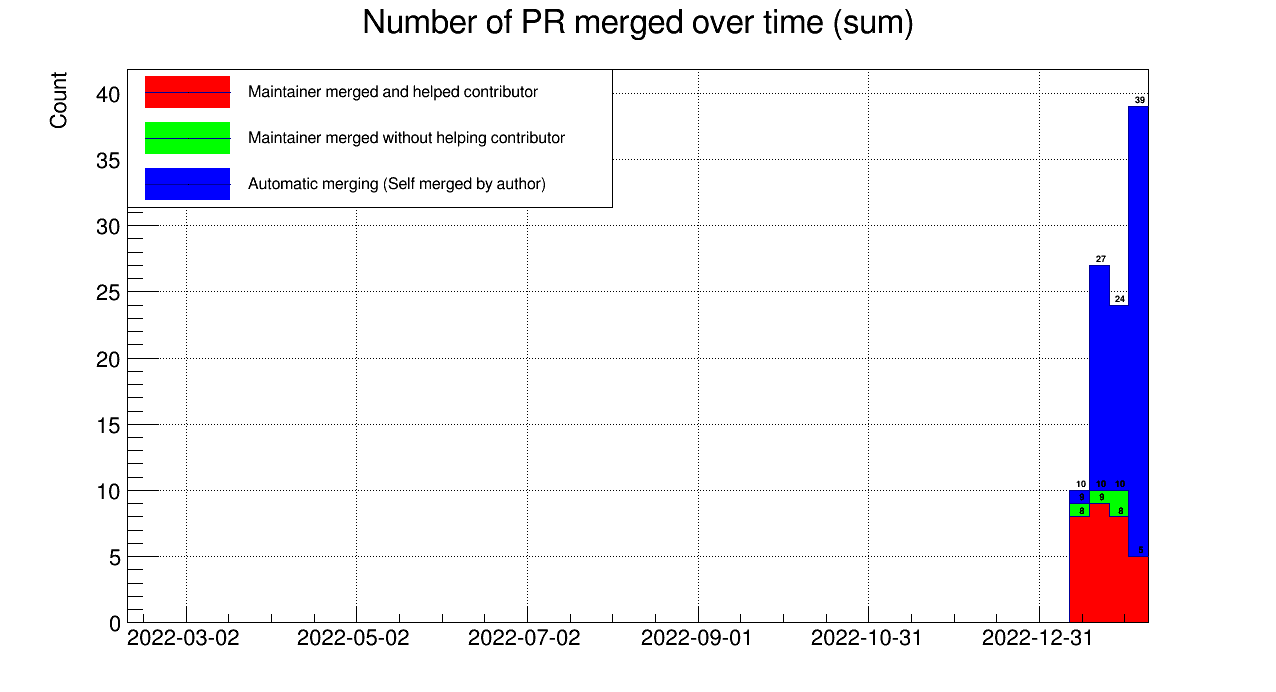 Number of PR merged over time (sum)
Count
Maintainer merged and helped contributor
Maintainer merged without helping contributor
Automatic merging (Self merged by author)
40
35
30
25
20
15
10
5
0
39
27
24
10 10 10
9 9
8 8
5
2022-03-02 2022-05-02 2022-07-02 2022-09-01 2022-10-31 2022-12-31